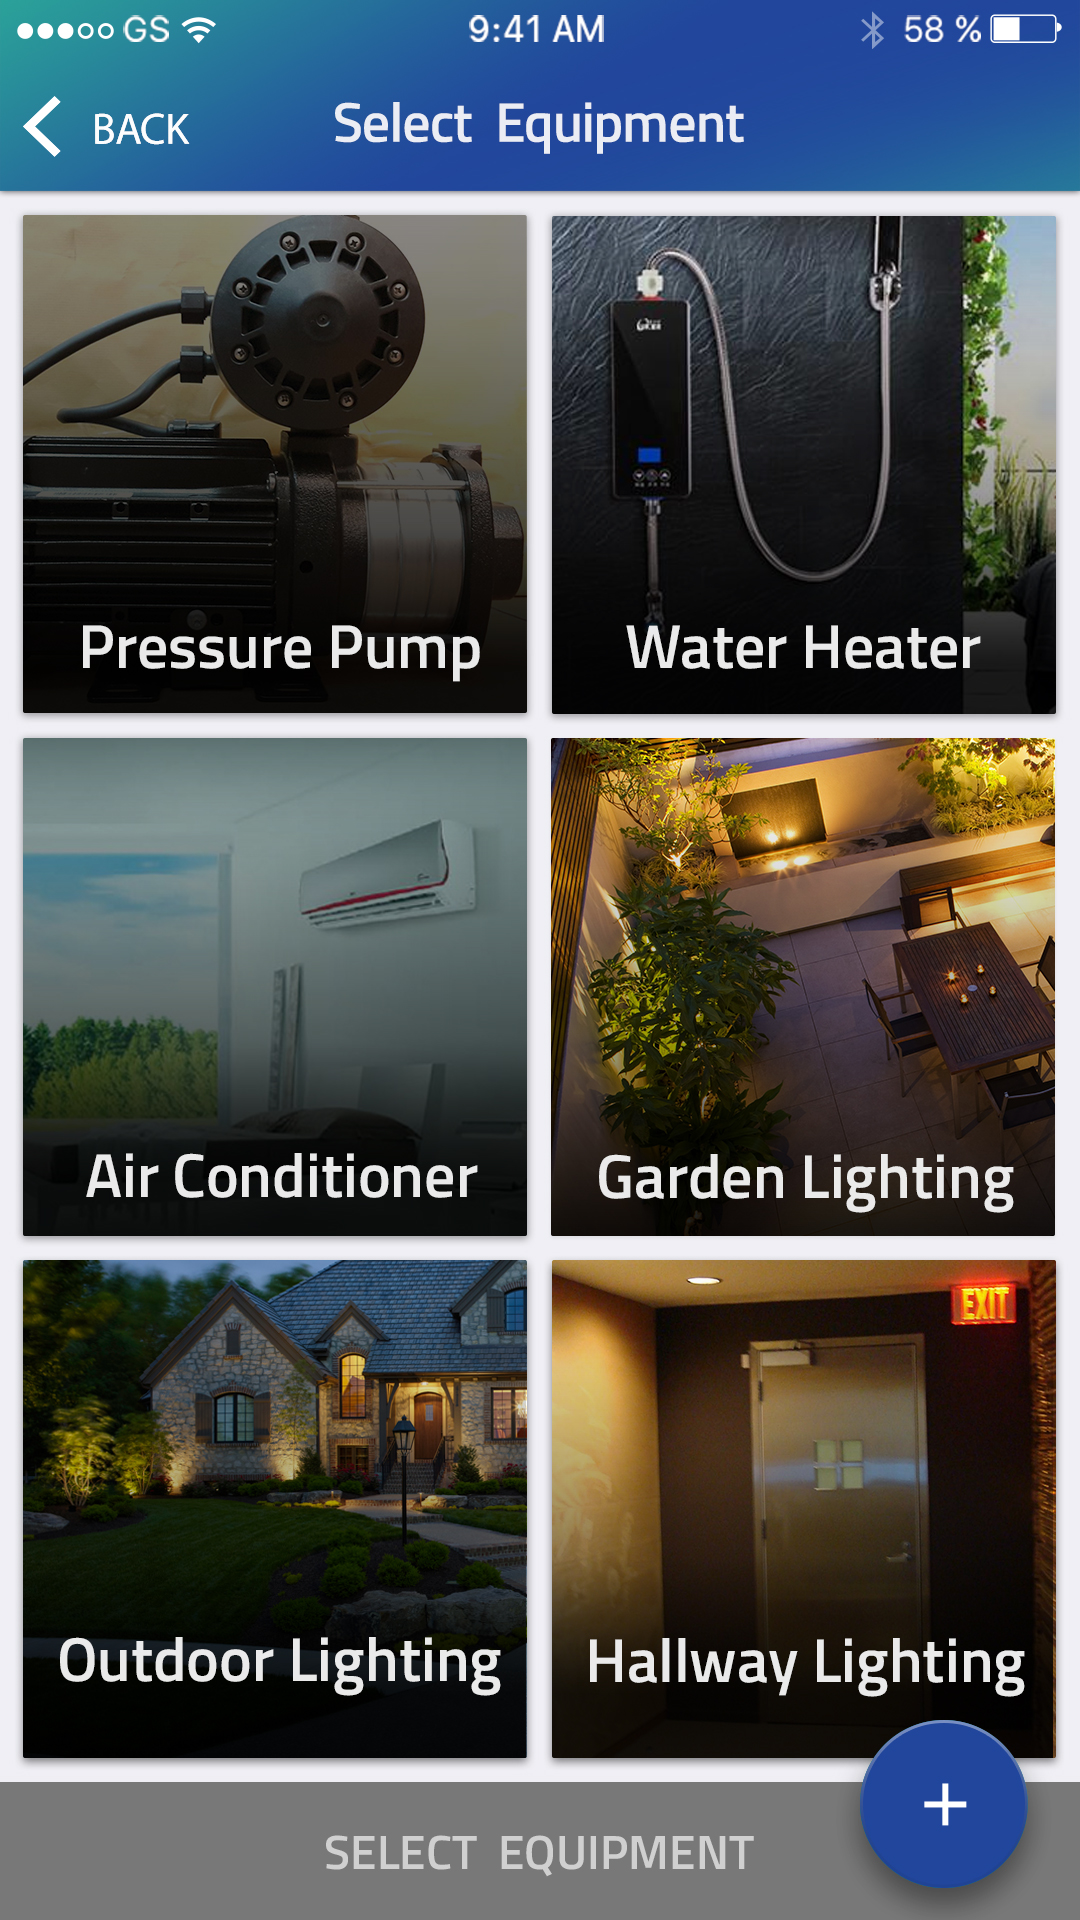 GS 9:41 AM 58 %
BACK Select Equipment
Pressure Pump
Water Heater
Air Conditioner
Garden Lighting
EXIT
Outdoor Lighting
Hallway Lighting
+
SELECT EQUIPMENT